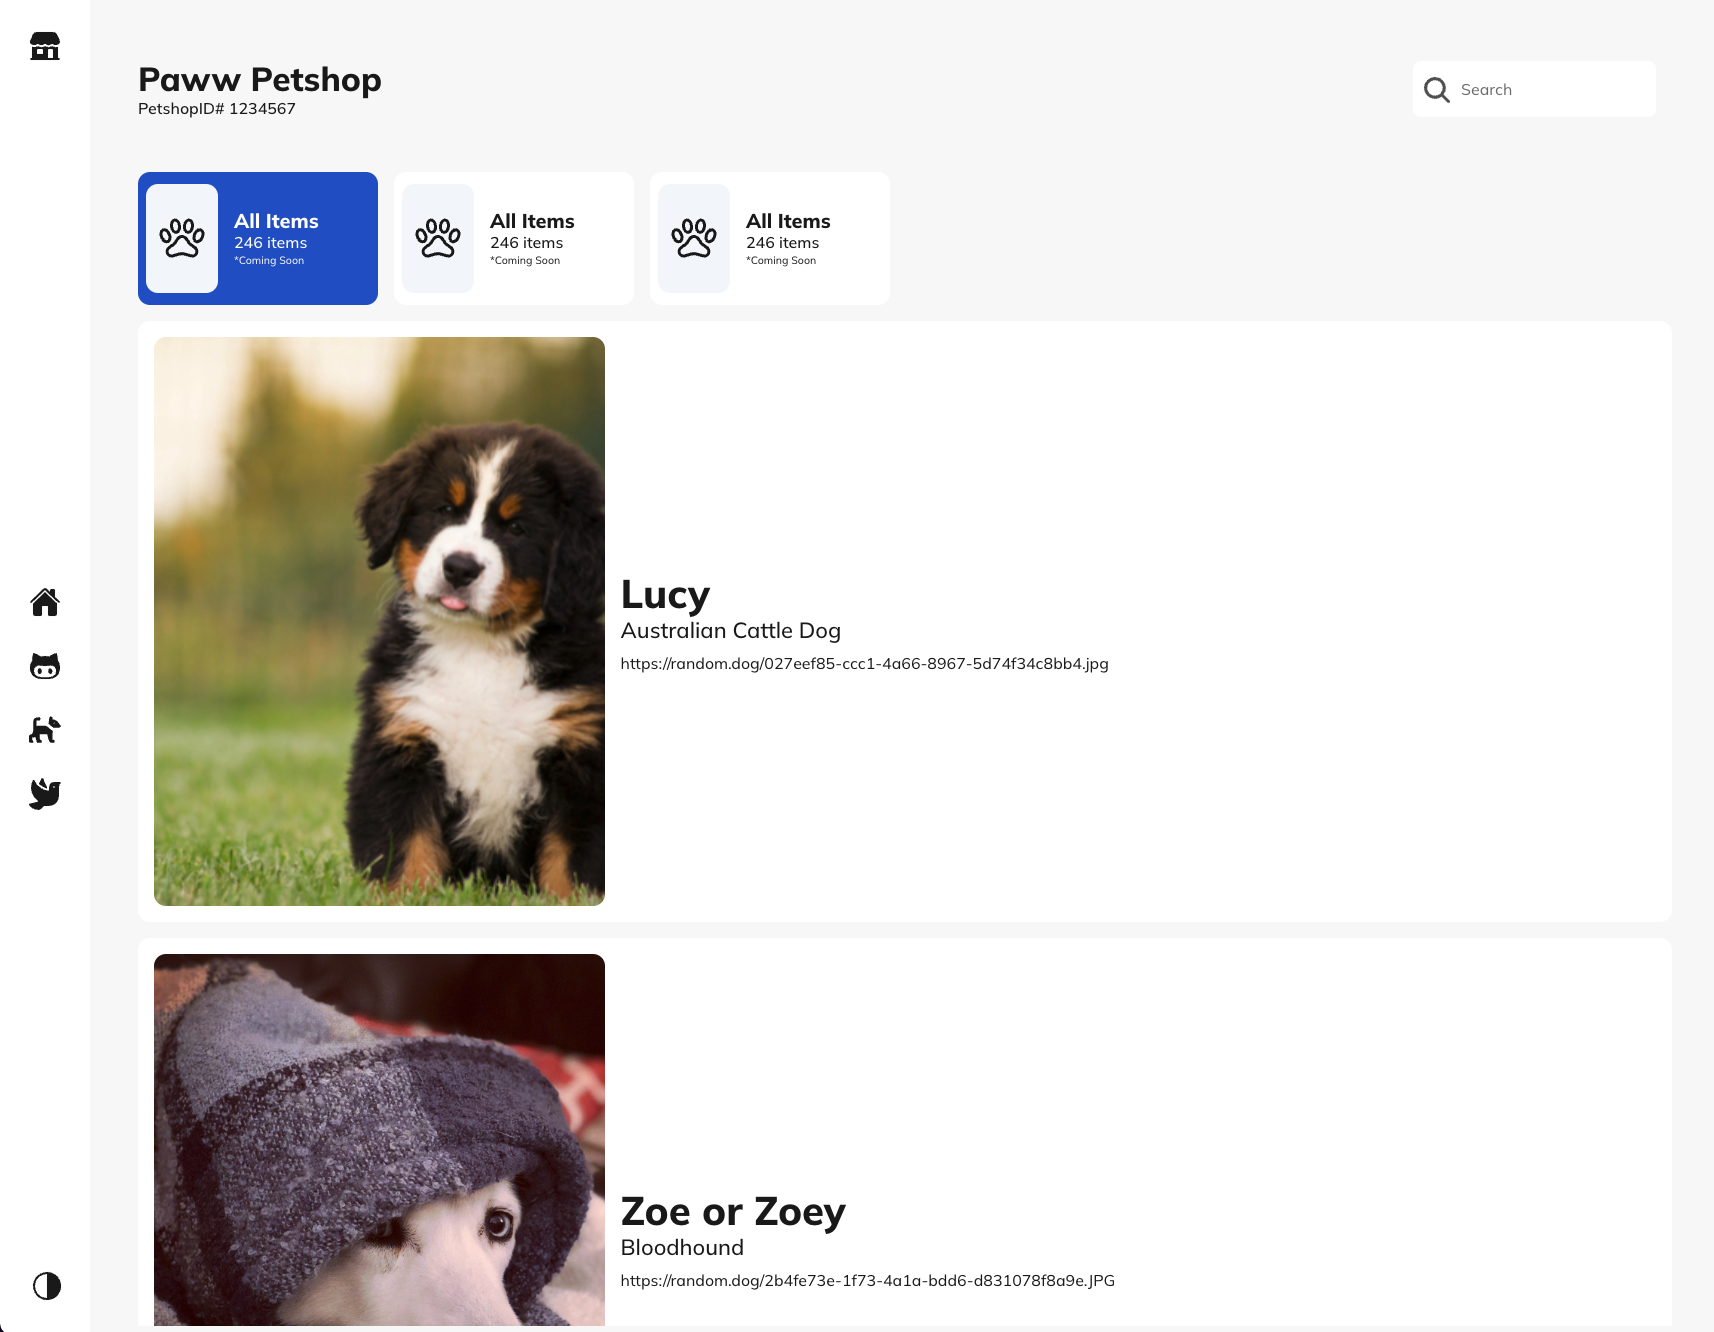 Paww Petshop
PetshopID# 1234567
Search
All Items
246 items
*Coming Soon
All Items
246 items
*Coming Soon
All Items
246 items
*Coming Soon
Lucy
Australian Cattle Dog
https://random.dog/027eef85-ccc1-4a66-8967-5d74f34c8bb4.jpg
Zoe or Zoey
Bloodhound
https://random.dog/2b4fe73e-1f73-4a1a-bdd6-d831078f8a9e.JPG